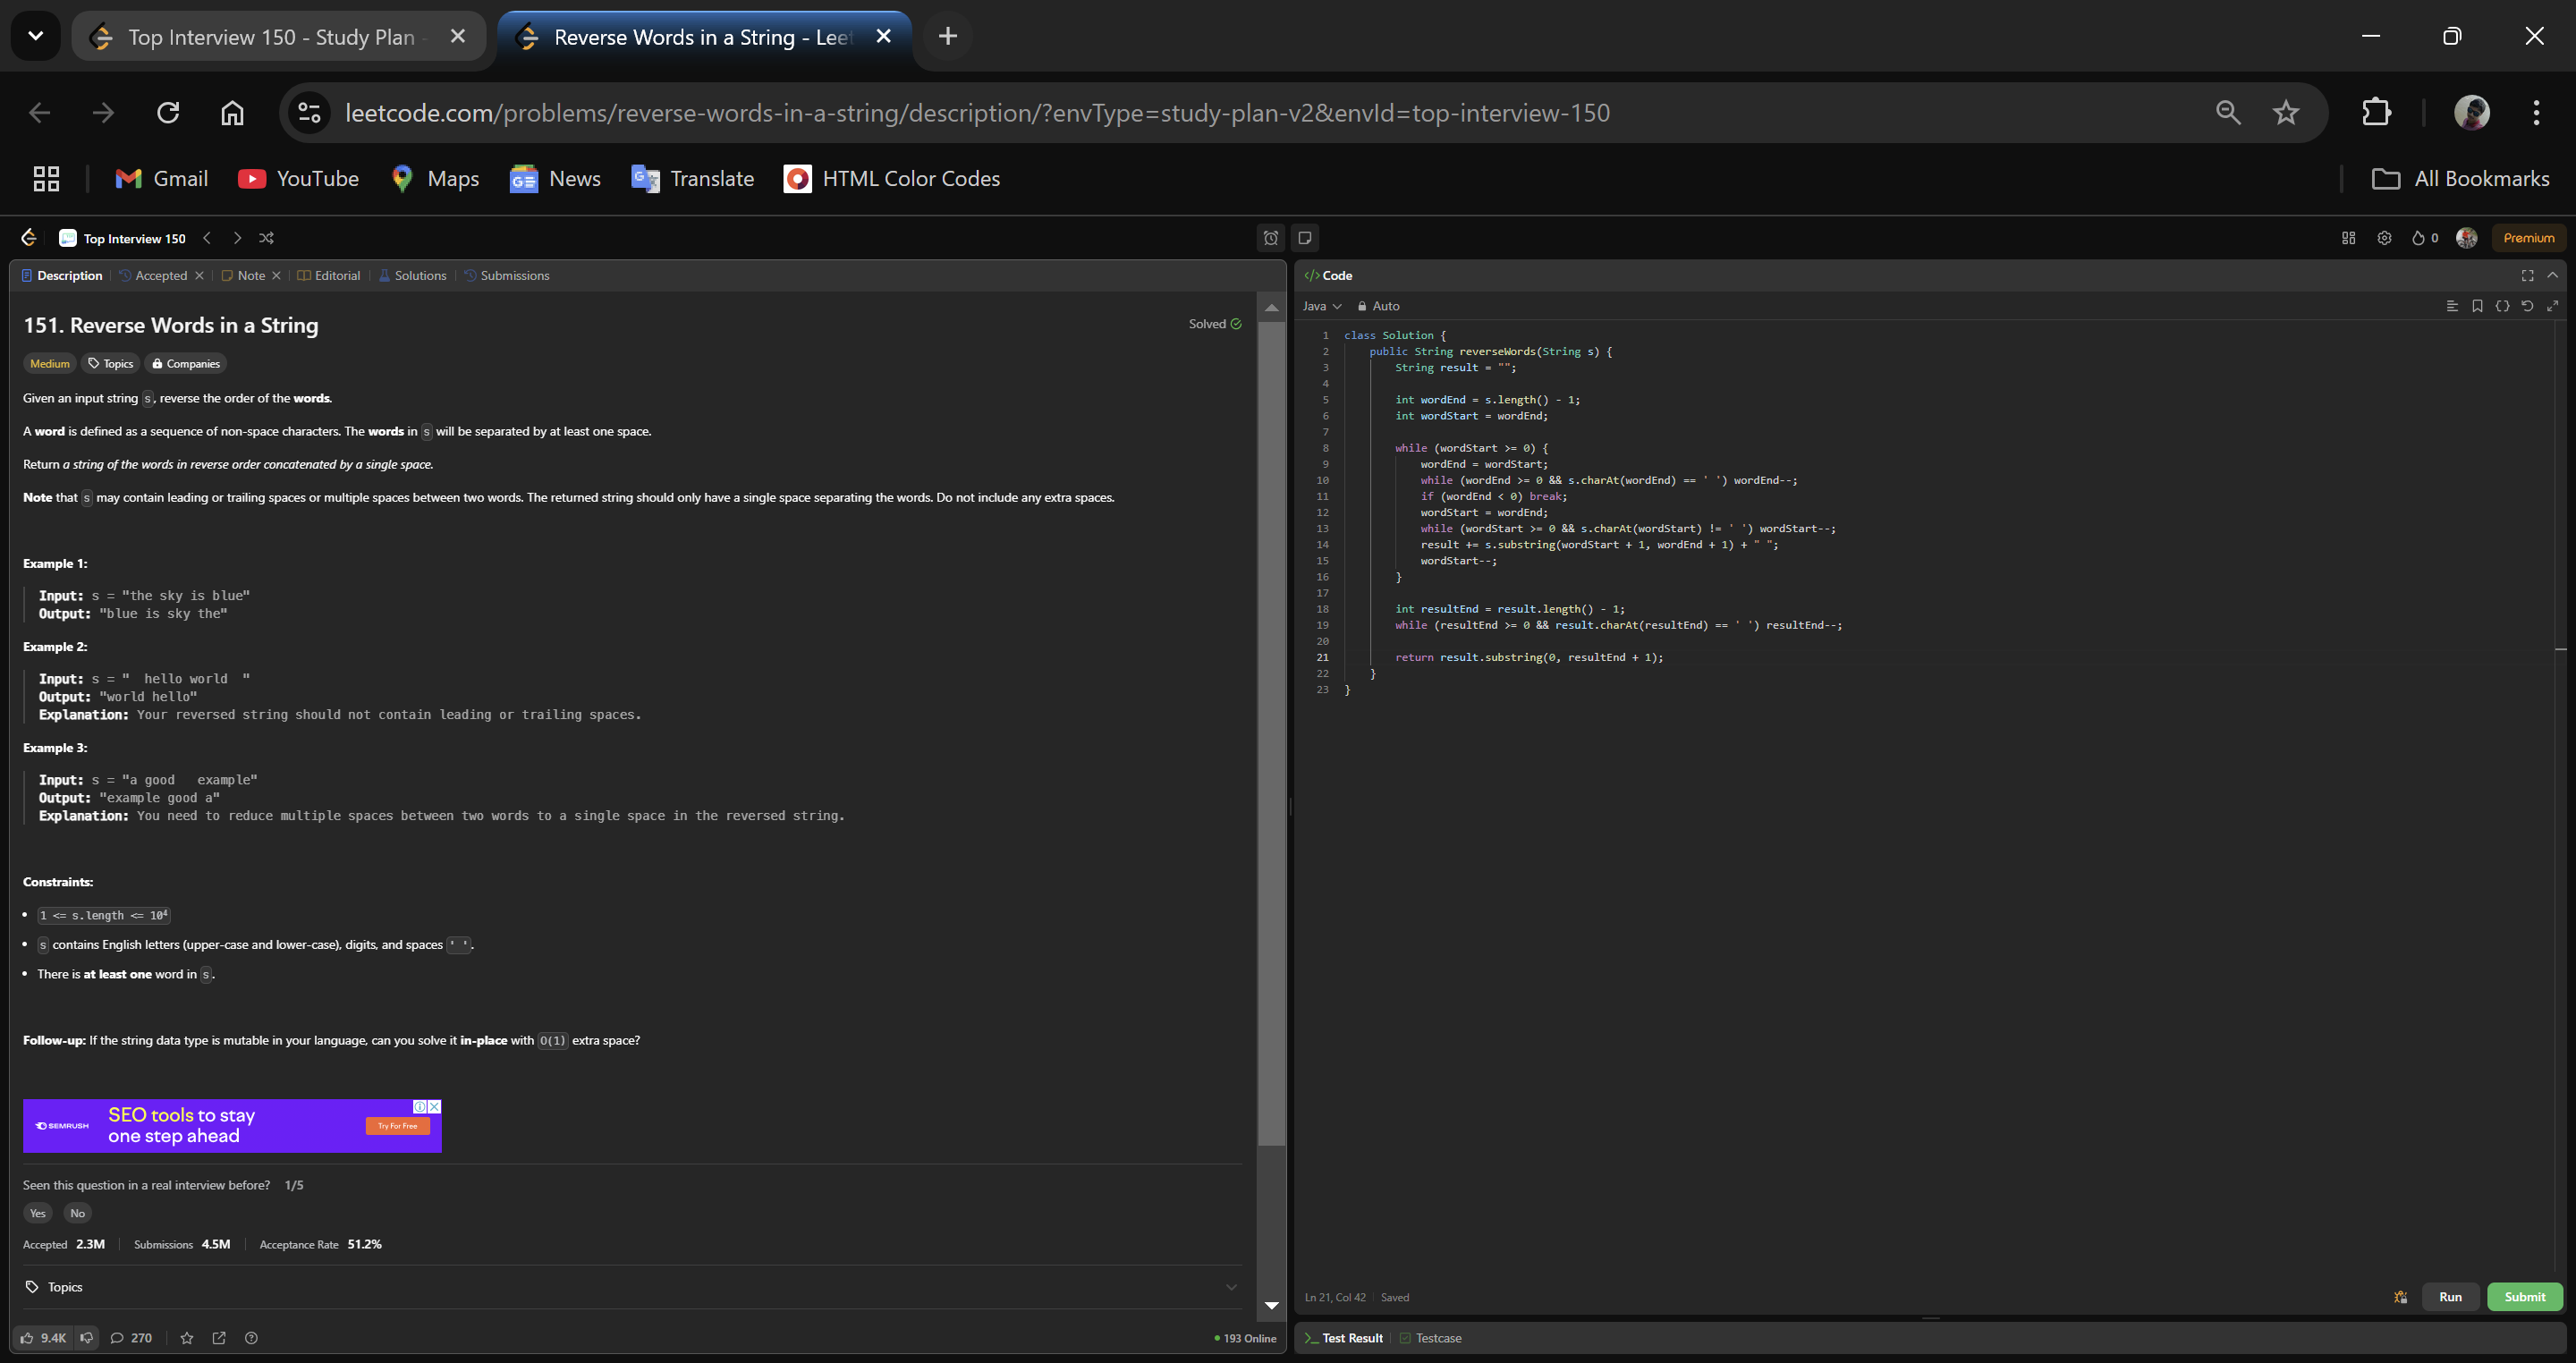 Top Interview 150 - Study Plan -
Reverse Words in a String - Leet
leetcode.com/problems/reverse-words-in-a-string/description/?envType=study-plan-v2&envId=top-interview-150
Gmail
YouTube
Maps
News
Translate
HTML Color Codes
All Bookmarks
Top Interview 150
0
Premium
Description
Accepted
Note
Editorial
Solutions
Submissions
151. Reverse Words in a String
Solved
Medium
Topics
Companies
Given an input string s, reverse the order of the words.
A word is defined as a sequence of non-space characters. The words in s will be separated by at least one space.
Return a string of the words in reverse order concatenated by a single space.
Note that s may contain leading or trailing spaces or multiple spaces between two words. The returned string should only have a single space separating the words. Do not include any extra spaces.
Example 1:
Input: s = "the sky is blue"
Output: "blue is sky the"
Example 2:
Input: s = "  hello world  "
Output: "world hello"
Explanation: Your reversed string should not contain leading or trailing spaces.
Example 3:
Input: s = "a good   example"
Output: "example good a"
Explanation: You need to reduce multiple spaces between two words to a single space in the reversed string.
Constraints:
1 <= s.length <= 10⁴
s contains English letters (upper-case and lower-case), digits, and spaces ' '.
There is at least one word in s.
Follow-up: If the string data type is mutable in your language, can you solve it in-place with O(1) extra space?
SEMRUSH
SEO tools to stay
one step ahead
Try For Free
Seen this question in a real interview before? 1/5
Yes
No
Accepted 2.3M
Submissions 4.5M
Acceptance Rate 51.2%
Topics
9.4K
270
193 Online
</> Code
Java
Auto
1 class Solution {
2     public String reverseWords(String s) {
3         String result = "";
4
5         int wordEnd = s.length() - 1;
6         int wordStart = wordEnd;
7
8         while (wordStart >= 0) {
9             wordEnd = wordStart;
10             while (wordEnd >= 0 && s.charAt(wordEnd) == ' ') wordEnd--;
11             if (wordEnd < 0) break;
12             wordStart = wordEnd;
13             while (wordStart >= 0 && s.charAt(wordStart) != ' ') wordStart--;
14             result += s.substring(wordStart + 1, wordEnd + 1) + " ";
15             wordStart--;
16         }
17
18         int resultEnd = result.length() - 1;
19         while (resultEnd >= 0 && result.charAt(resultEnd) == ' ') resultEnd--;
20
21         return result.substring(0, resultEnd + 1);
22     }
23 }
Ln 21, Col 42
Saved
Run
Submit
Test Result
Testcase